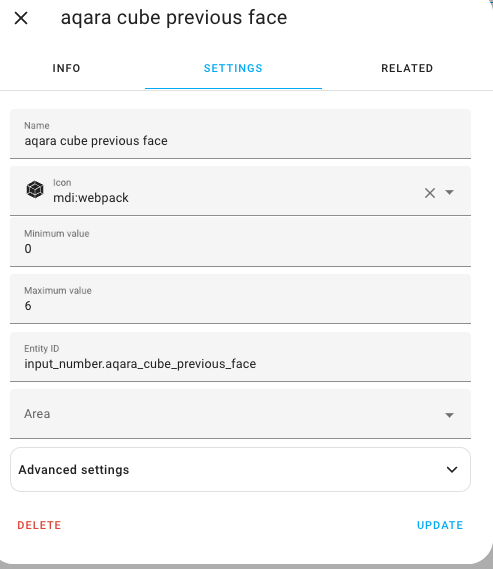 aqara cube previous face
INFO
SETTINGS
RELATED
Name
aqara cube previous face
Icon
mdi:webpack
Minimum value
0
Maximum value
6
Entity ID
input_number.aqara_cube_previous_face
Area
Advanced settings
DELETE
UPDATE